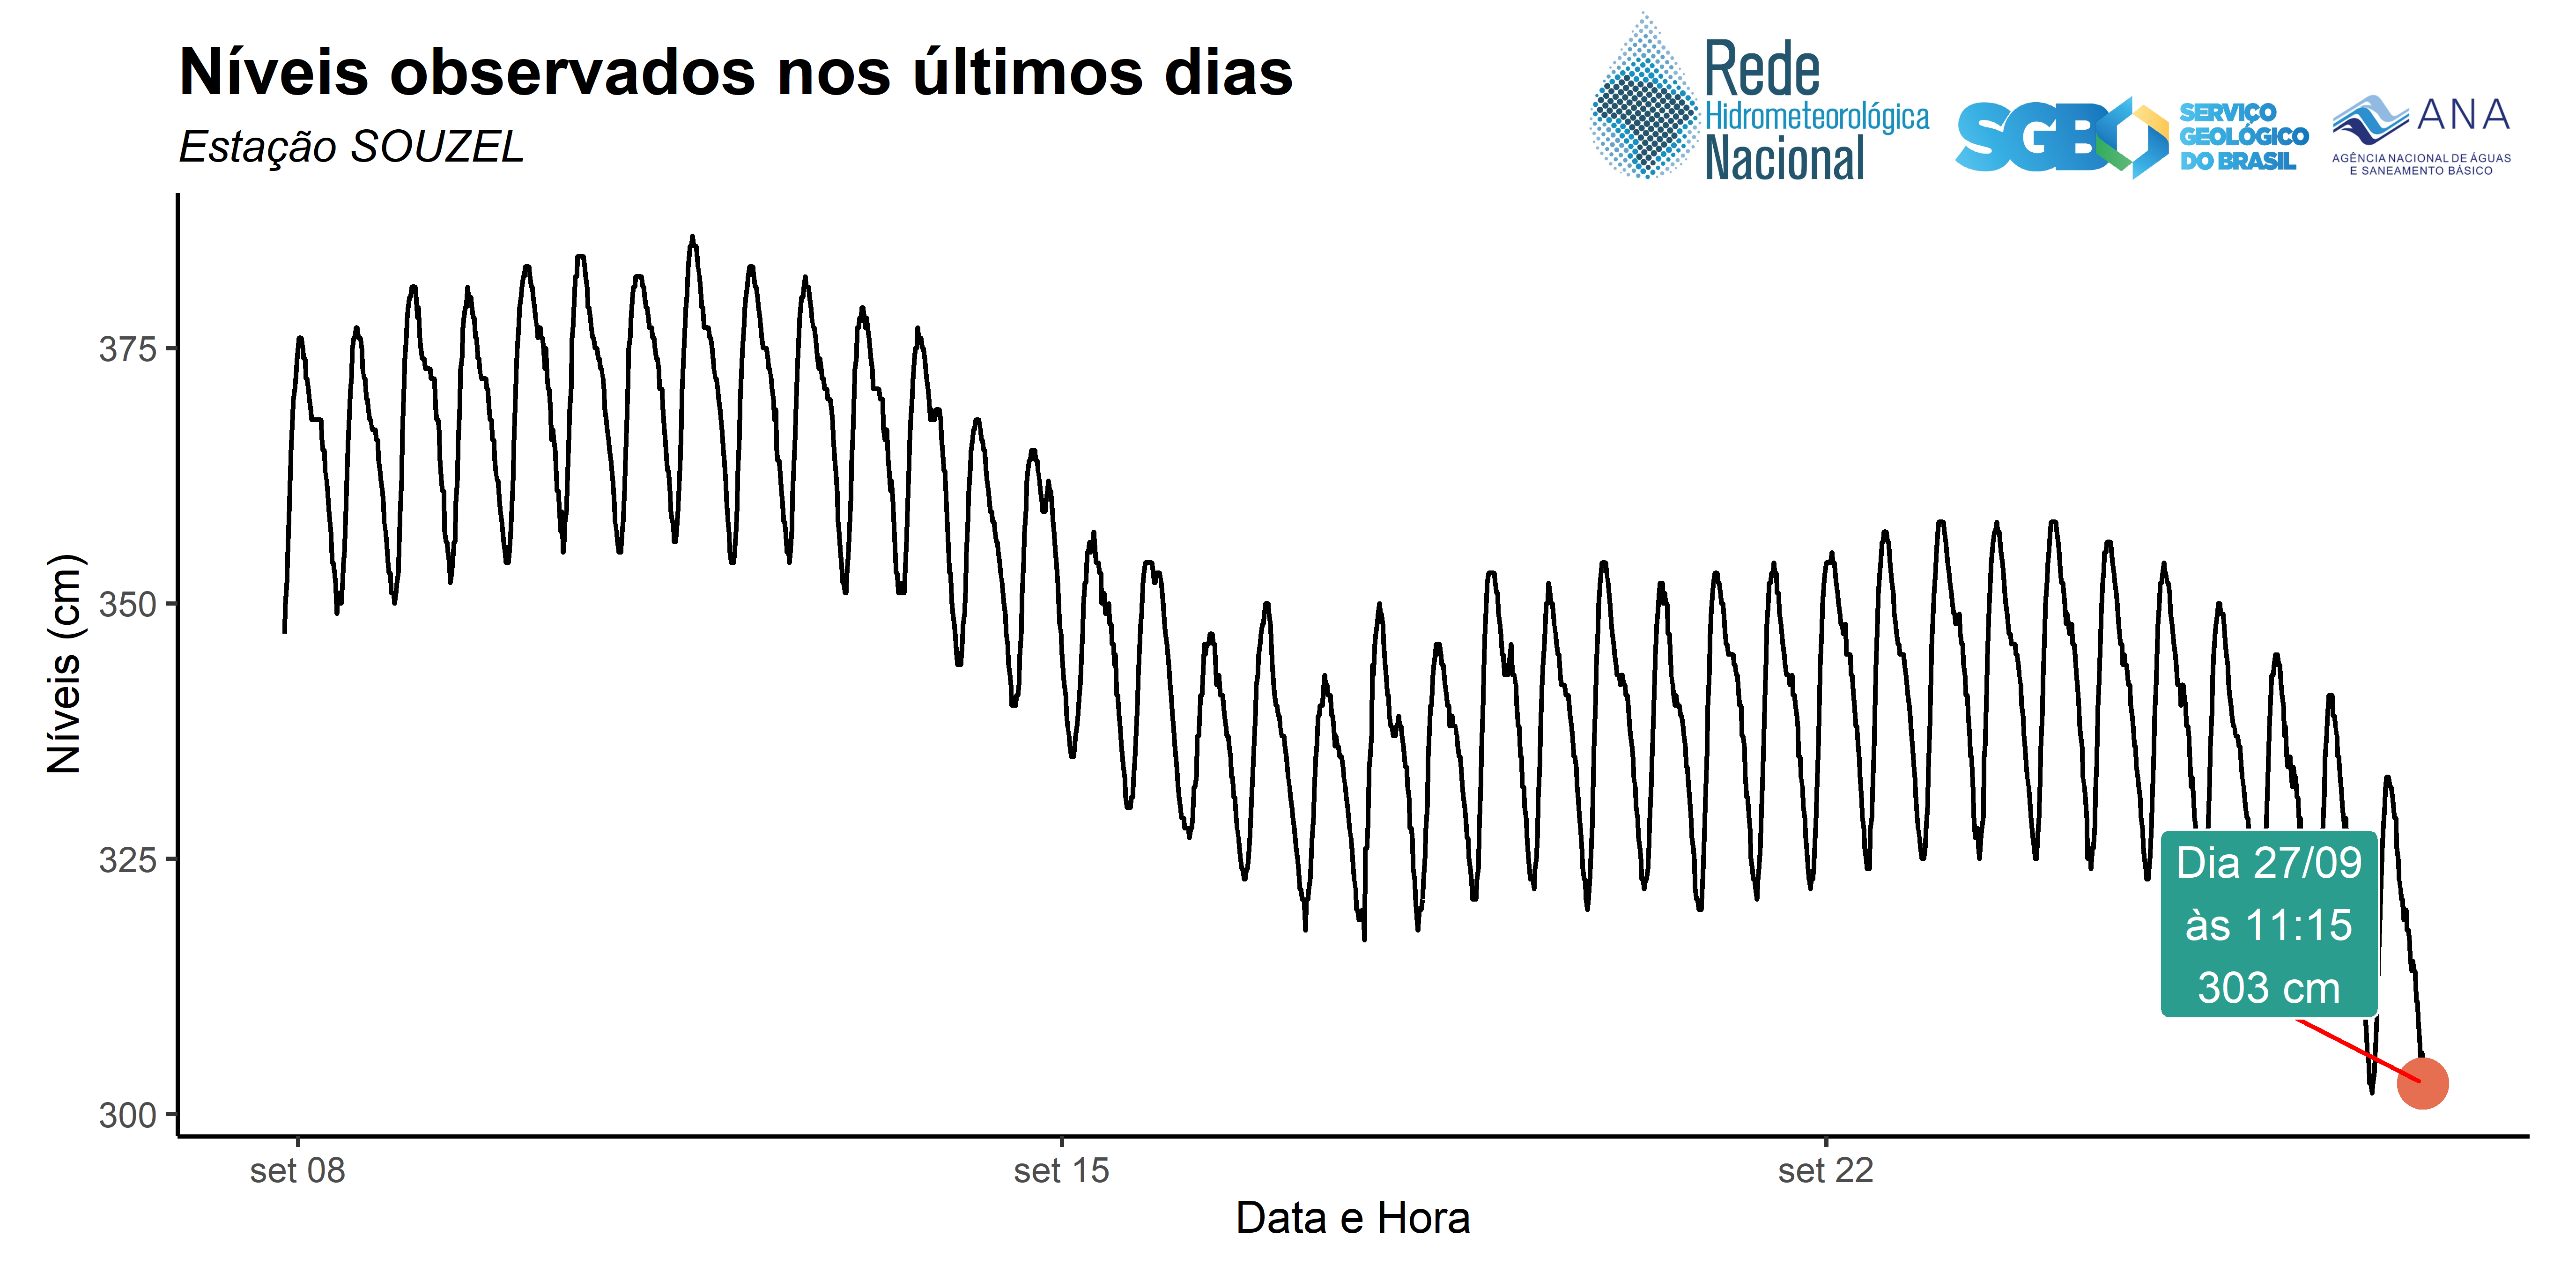 Níveis observados nos últimos dias
Estação SOUZEL
Rede
Hidrometeorológica
Nacional
SGB
SERVIÇO
GEOLÓGICO
DO BRASIL
ANA
AGÊNCIA NACIONAL DE ÁGUAS
E SANEAMENTO BÁSICO
Níveis (cm)
375
350
325
300
Dia 27/09
às 11:15
303 cm
set 08
set 15
set 22
Data e Hora